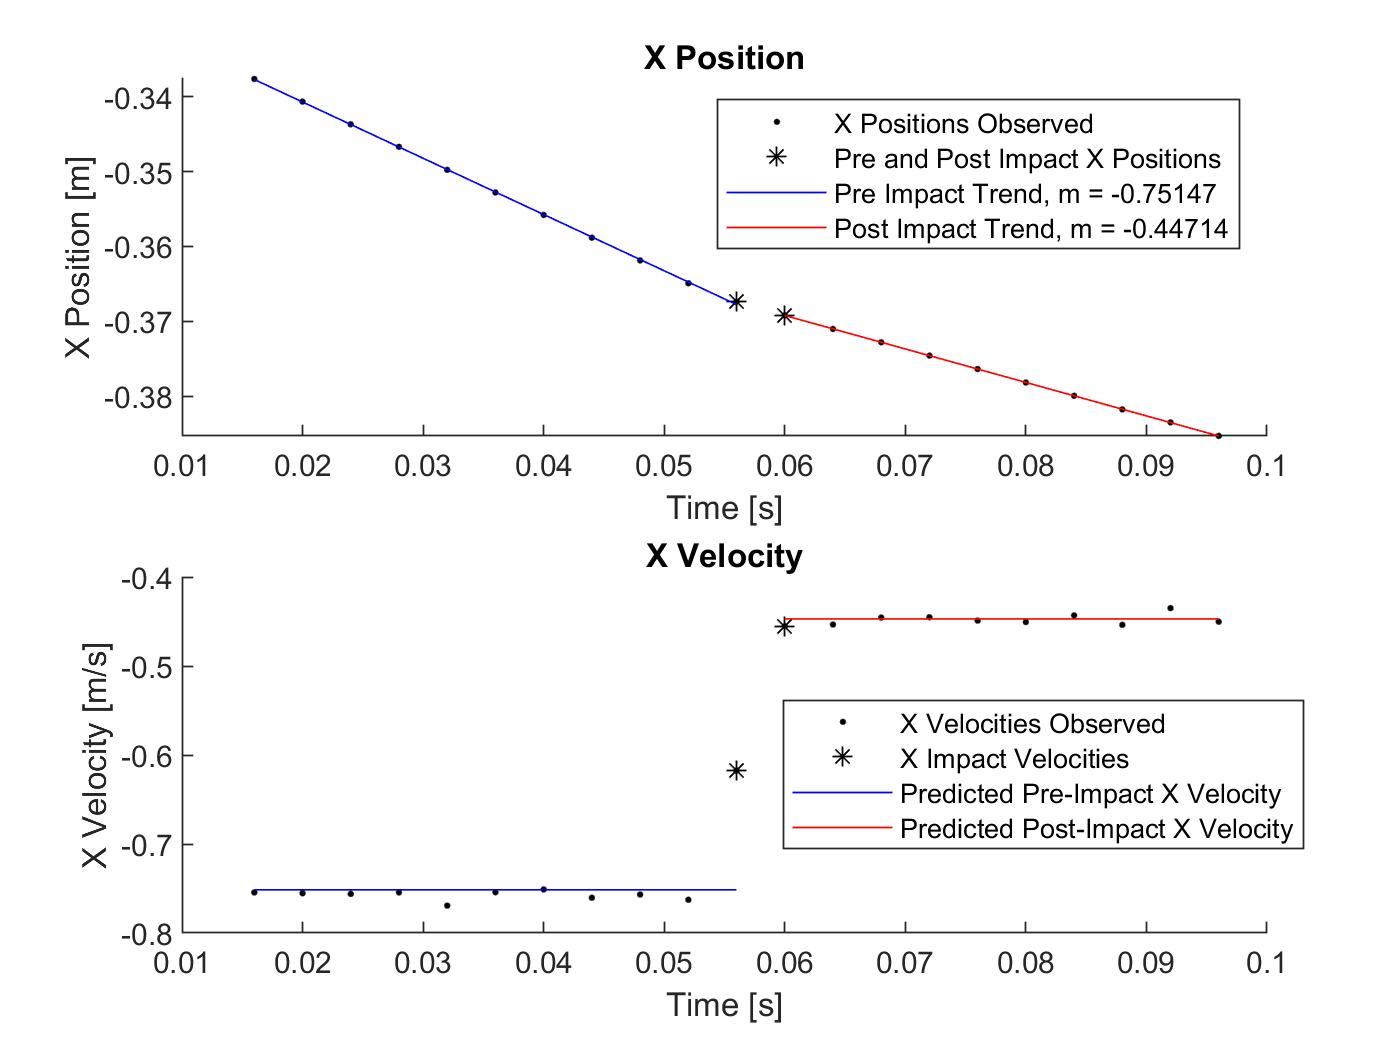 X Position
-0.34
-0.35
-0.36
-0.37
-0.38
X Position [m]
X Positions Observed
Pre and Post Impact X Positions
Pre Impact Trend, m = -0.75147
Post Impact Trend, m = -0.44714
0.01 0.02 0.03 0.04 0.05 0.06 0.07 0.08 0.09 0.1
Time [s]
X Velocity
-0.4
-0.5
-0.6
-0.7
-0.8
X Velocity [m/s]
X Velocities Observed
X Impact Velocities
Predicted Pre-Impact X Velocity
Predicted Post-Impact X Velocity
0.01 0.02 0.03 0.04 0.05 0.06 0.07 0.08 0.09 0.1
Time [s]